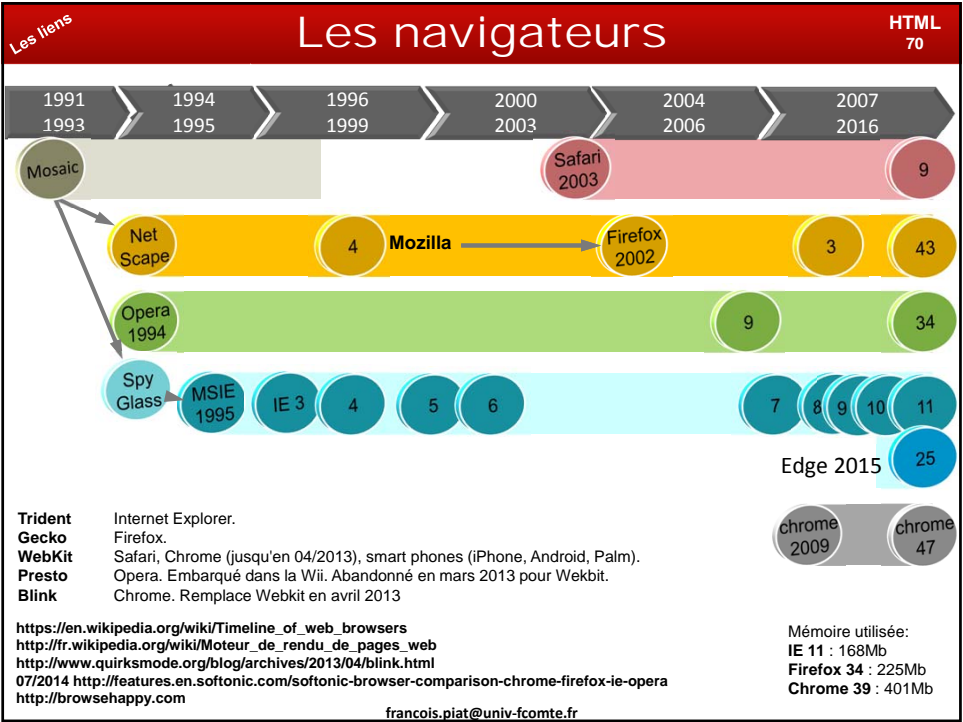 Les liens
Les navigateurs
HTML
70
1991 1994 1996 2000 2004 2007
1993 1995 1999 2003 2006 2016
Mosaic
Safari
2003
9
Net
Scape
4
Mozilla
Firefox
2002
3
43
Opera
1994
9
34
Spy
Glass
MSIE
1995
IE 3
4
5
6
7
8
9
10
11
Edge 2015
25
chrome
2009
chrome
47
Trident Internet Explorer.
Gecko Firefox.
WebKit Safari, Chrome (jusqu'en 04/2013), smart phones (iPhone, Android, Palm).
Presto Opera. Embarqué dans la Wii. Abandonné en mars 2013 pour Wekbit.
Blink Chrome. Remplace Webkit en avril 2013
https://en.wikipedia.org/wiki/Timeline_of_web_browsers
http://fr.wikipedia.org/wiki/Moteur_de_rendu_de_pages_web
http://www.quirksmode.org/blog/archives/2013/04/blink.html
07/2014 http://features.en.softonic.com/softonic-browser-comparison-chrome-firefox-ie-opera
http://browsehappy.com
Mémoire utilisée:
IE 11 : 168Mb
Firefox 34 : 225Mb
Chrome 39 : 401Mb
francois.piat@univ-fcomte.fr